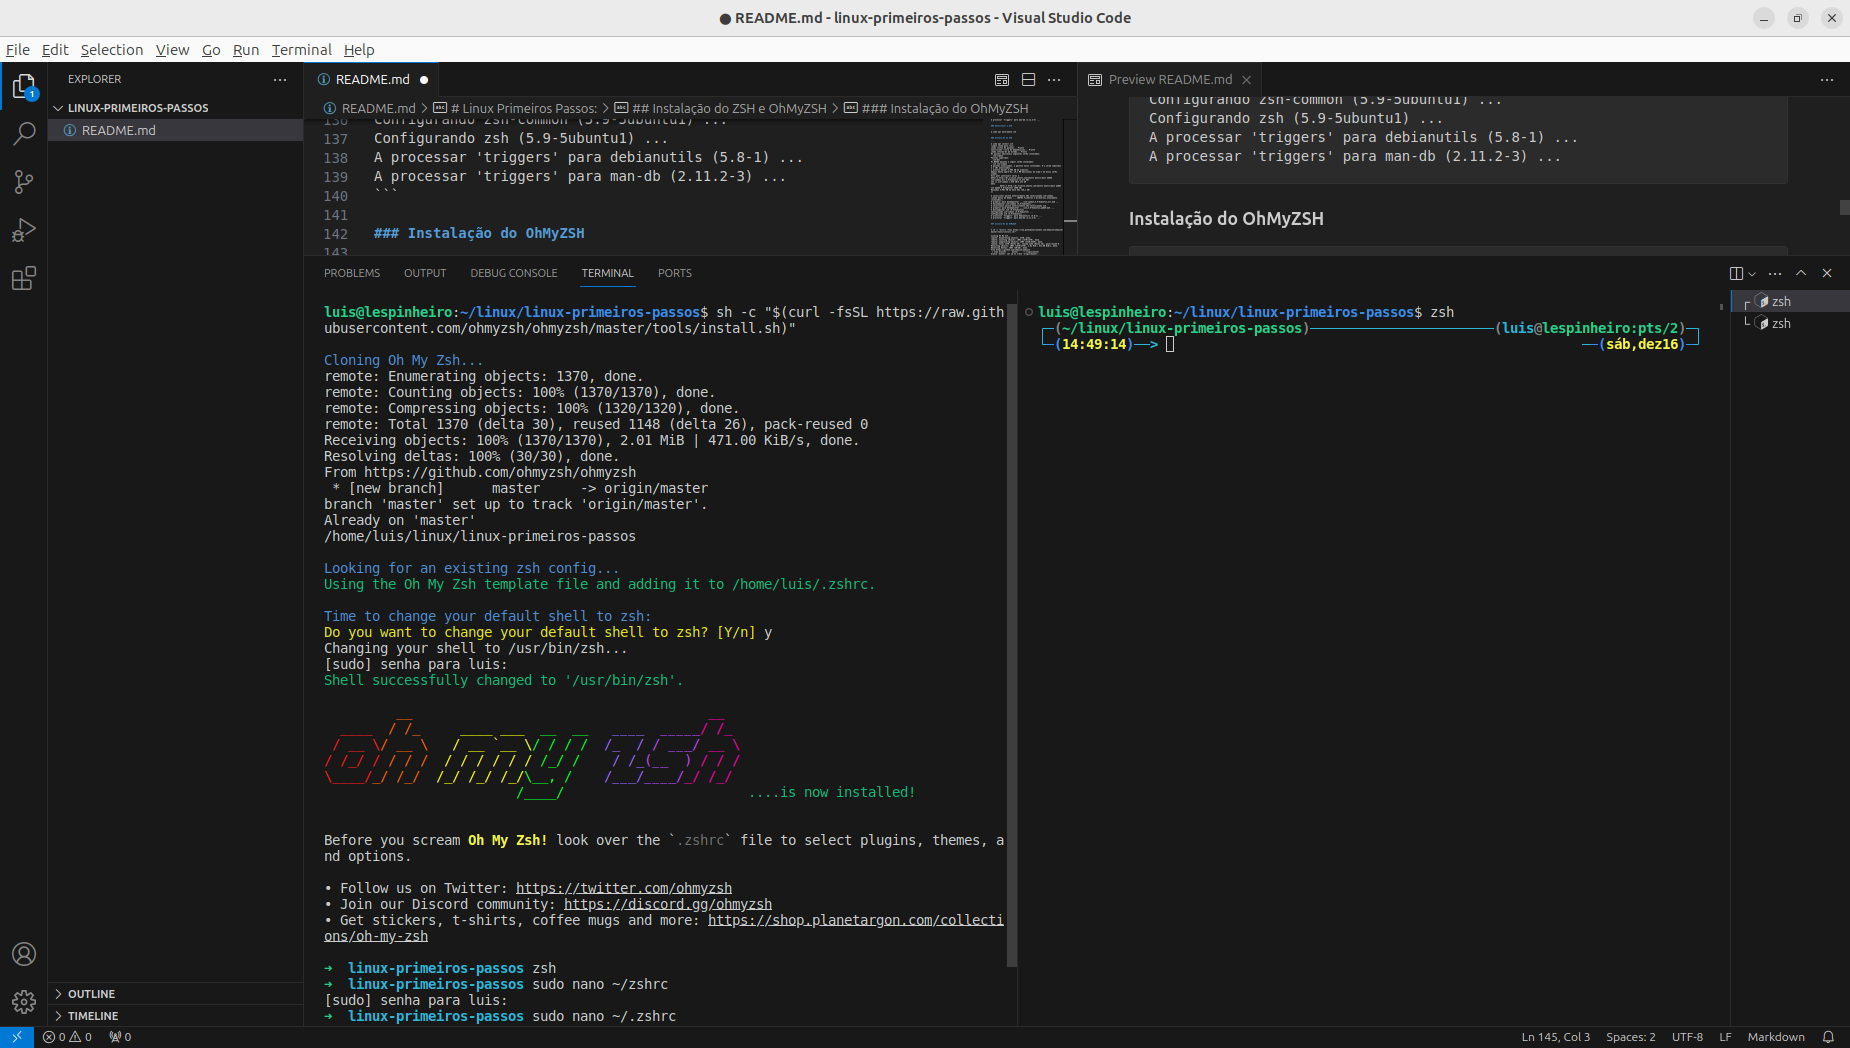 ● README.md - linux-primeiros-passos - Visual Studio Code
File Edit Selection View Go Run Terminal Help
EXPLORER
LINUX-PRIMEIROS-PASSOS
README.md
OUTLINE
TIMELINE
README.md
README.md > # Linux Primeiros Passos: > ## Instalação do ZSH e OhMyZSH > ### Instalação do OhMyZSH
136 Configurando zsh-common (5.9-5ubuntu1) ...
137 Configurando zsh (5.9-5ubuntu1) ...
138 A processar 'triggers' para debianutils (5.8-1) ...
139 A processar 'triggers' para man-db (2.11.2-3) ...
140 ```
141
142 ### Instalação do OhMyZSH
143
Preview README.md
Configurando zsh-common (5.9-5ubuntu1) ...
Configurando zsh (5.9-5ubuntu1) ...
A processar 'triggers' para debianutils (5.8-1) ...
A processar 'triggers' para man-db (2.11.2-3) ...
Instalação do OhMyZSH
PROBLEMS OUTPUT DEBUG CONSOLE TERMINAL PORTS
luis@lespinheiro:~/linux/linux-primeiros-passos$ sh -c "$(curl -fsSL https://raw.gith
ubusercontent.com/ohmyzsh/ohmyzsh/master/tools/install.sh)"
Cloning Oh My Zsh...
remote: Enumerating objects: 1370, done.
remote: Counting objects: 100% (1370/1370), done.
remote: Compressing objects: 100% (1320/1320), done.
remote: Total 1370 (delta 30), reused 1148 (delta 26), pack-reused 0
Receiving objects: 100% (1370/1370), 2.01 MiB | 471.00 KiB/s, done.
Resolving deltas: 100% (30/30), done.
From https://github.com/ohmyzsh/ohmyzsh
* [new branch] master -> origin/master
branch 'master' set up to track 'origin/master'.
Already on 'master'
/home/luis/linux/linux-primeiros-passos
Looking for an existing zsh config...
Using the Oh My Zsh template file and adding it to /home/luis/.zshrc.
Time to change your default shell to zsh:
Do you want to change your default shell to zsh? [Y/n] y
Changing your shell to /usr/bin/zsh...
[sudo] senha para luis:
Shell successfully changed to '/usr/bin/zsh'.
oh my zsh
....is now installed!
Before you scream Oh My Zsh! look over the `.zshrc` file to select plugins, themes, a
nd options.
• Follow us on Twitter: https://twitter.com/ohmyzsh
• Join our Discord community: https://discord.gg/ohmyzsh
• Get stickers, t-shirts, coffee mugs and more: https://shop.planetargon.com/collecti
ons/oh-my-zsh
➜ linux-primeiros-passos zsh
➜ linux-primeiros-passos sudo nano ~/zshrc
[sudo] senha para luis:
➜ linux-primeiros-passos sudo nano ~/.zshrc
luis@lespinheiro:~/linux/linux-primeiros-passos$ zsh
┌─(~/linux/linux-primeiros-passos)───────────────────────(luis@lespinheiro:pts/2)─┐
└─(14:49:14)──> ──(sáb,dez16)─┘
zsh
zsh
1
0 0 0
Ln 145, Col 3 Spaces: 2 UTF-8 LF Markdown